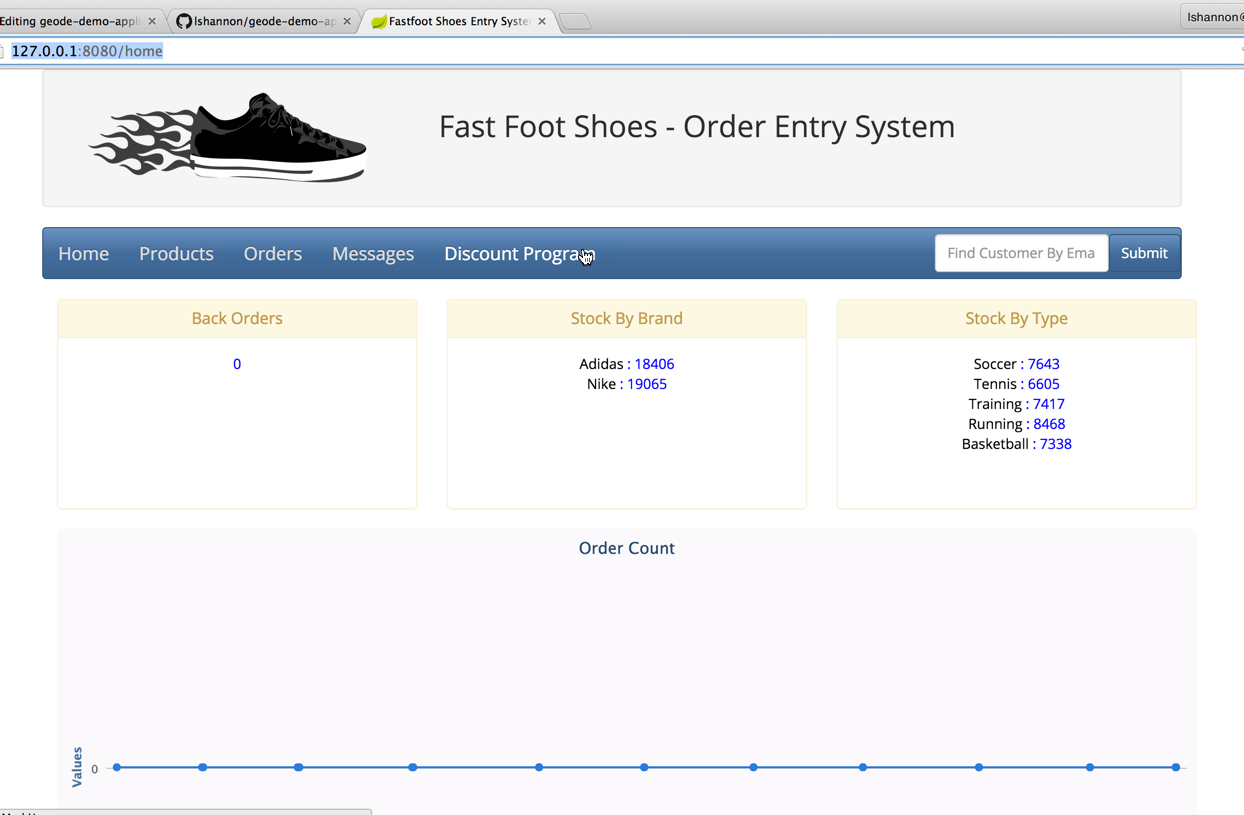 Editing geode-demo-appli
lshannon/geode-demo-ap
Fastfoot Shoes Entry Syste
lshannon@
127.0.0.1:8080/home
Fast Foot Shoes - Order Entry System
Home
Products
Orders
Messages
Discount Program
Find Customer By Ema
Submit
Back Orders
0
Stock By Brand
Adidas : 18406
Nike : 19065
Stock By Type
Soccer : 7643
Tennis : 6605
Training : 7417
Running : 8468
Basketball : 7338
Order Count
Values
0